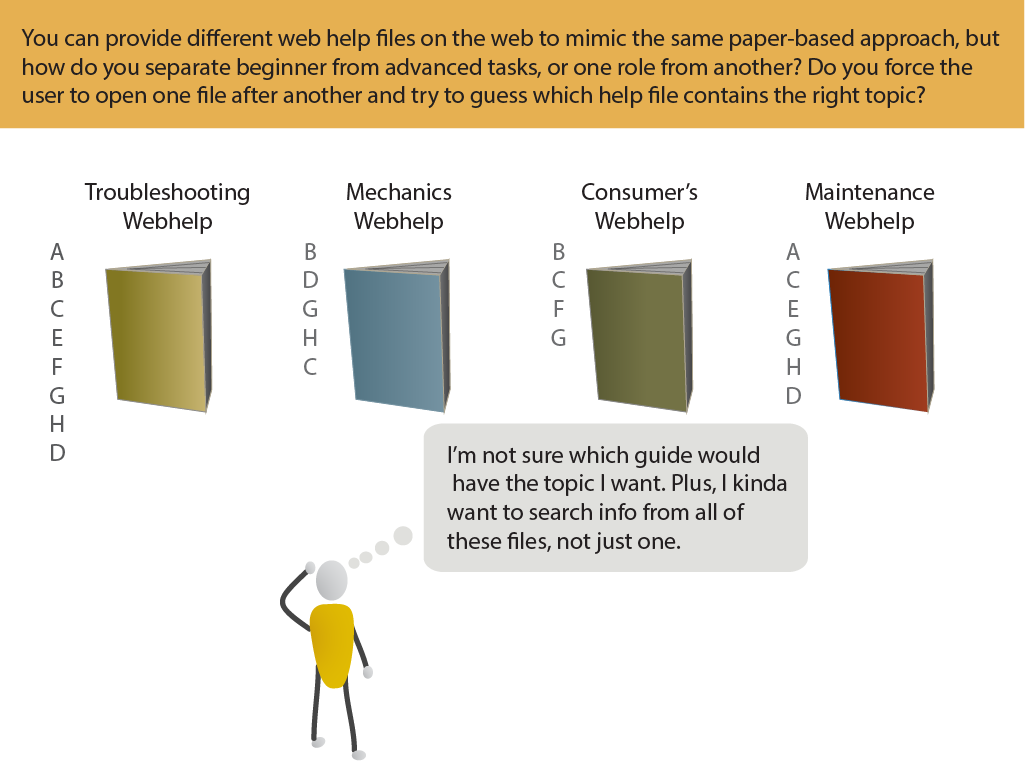 You can provide different web help files on the web to mimic the same paper-based approach, but
how do you separate beginner from advanced tasks, or one role from another? Do you force the
user to open one file after another and try to guess which help file contains the right topic?
Troubleshooting
Webhelp
A
B
C
E
F
G
H
D
Mechanics
Webhelp
B
D
G
H
C
Consumer’s
Webhelp
B
C
F
G
Maintenance
Webhelp
A
C
E
G
H
D
I’m not sure which guide would
have the topic I want. Plus, I kinda
want to search info from all of
these files, not just one.